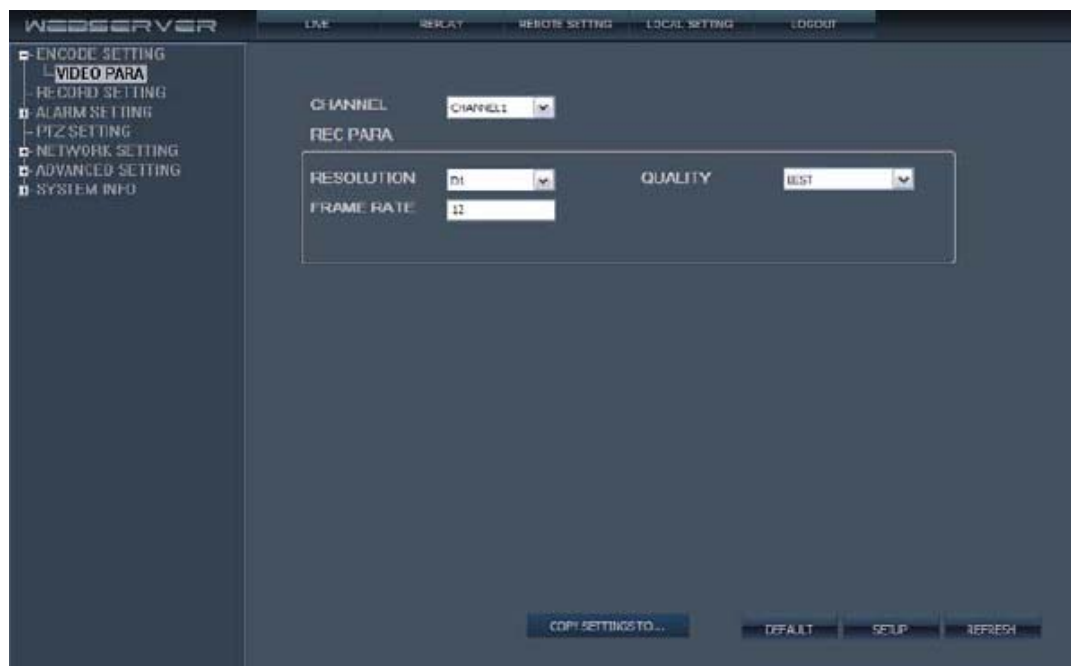 WEBSERVER
LIVE REPLAY REMOTE SETTING LOCAL SETTING LOGOUT
ENCODE SETTING
VIDEO PARA
RECORD SETTING
ALARM SETTING
PTZ SETTING
NETWORK SETTING
ADVANCED SETTING
SYSTEM INFO
CHANNEL CHANNEL1
REC PARA
RESOLUTION D1 QUALITY BEST
FRAME RATE 12
COPY SETTINGS TO... DEFAULT SETUP REFRESH